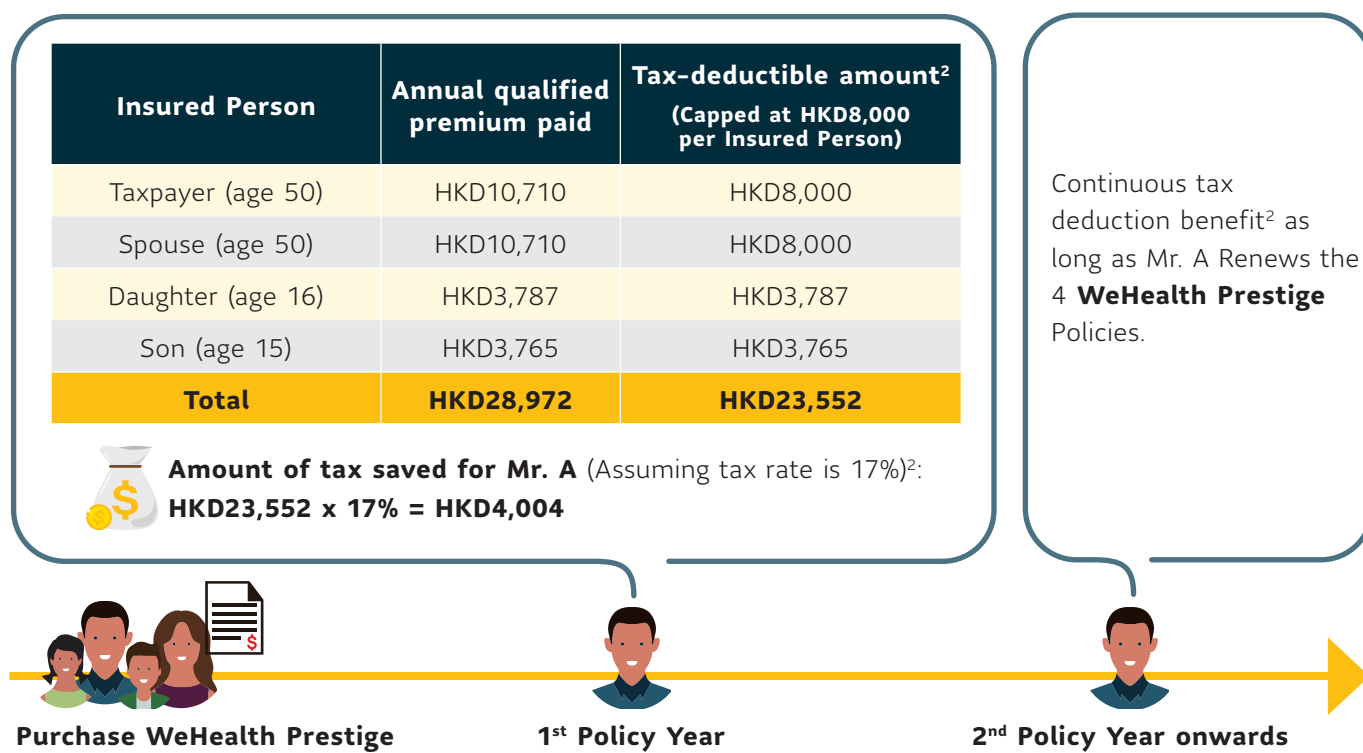 Insured Person
Annual qualified
premium paid
Tax-deductible amount²
(Capped at HKD8,000
per Insured Person)
Taxpayer (age 50) HKD10,710 HKD8,000
Spouse (age 50) HKD10,710 HKD8,000
Daughter (age 16) HKD3,787 HKD3,787
Son (age 15) HKD3,765 HKD3,765
Total HKD28,972 HKD23,552
$
$
Amount of tax saved for Mr. A (Assuming tax rate is 17%)²:
HKD23,552 x 17% = HKD4,004
Continuous tax
deduction benefit² as
long as Mr. A Renews the
4 WeHealth Prestige
Policies.
$
Purchase WeHealth Prestige
1st Policy Year
2nd Policy Year onwards